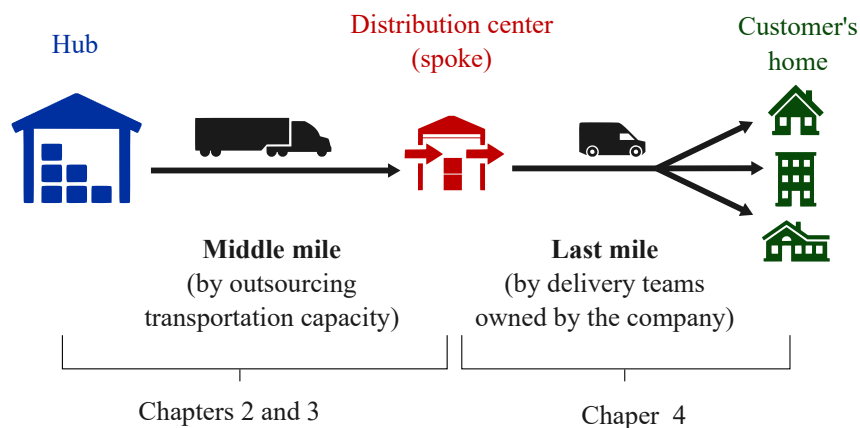 Hub
Distribution center
(spoke)
Customer's
home
Middle mile
(by outsourcing
transportation capacity)
Last mile
(by delivery teams
owned by the company)
Chapters 2 and 3
Chaper 4